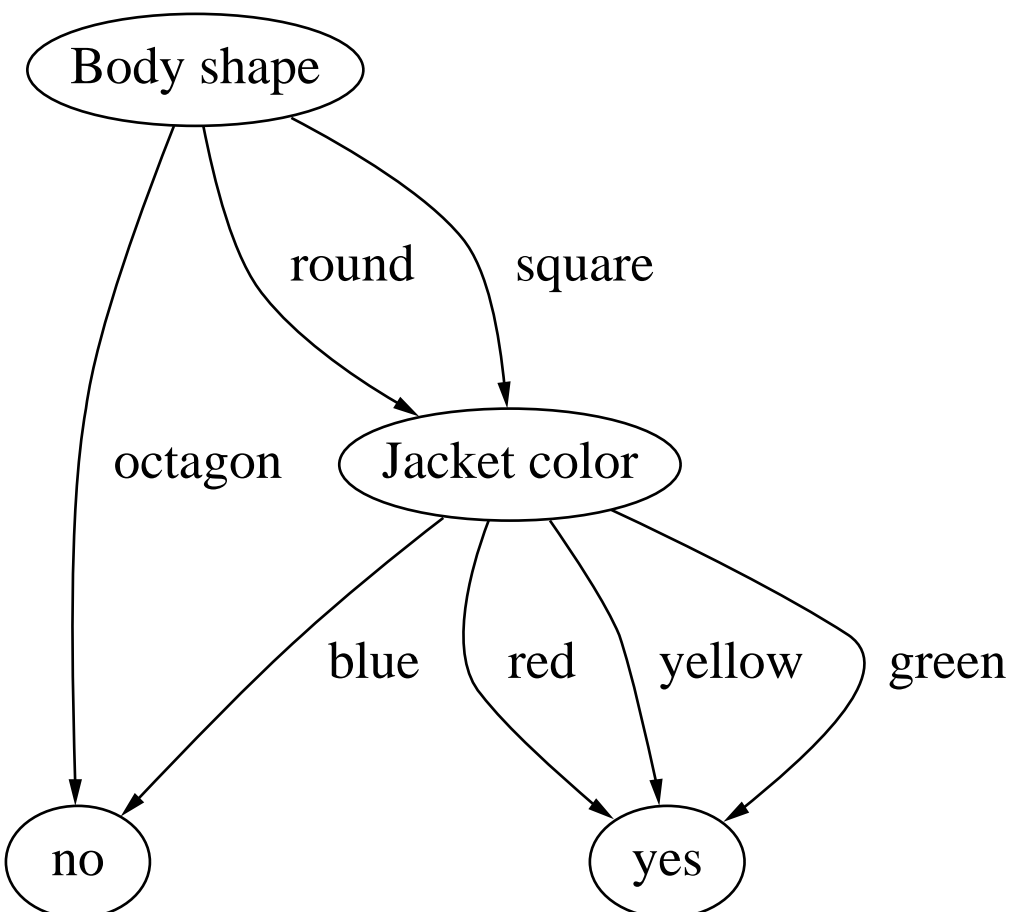 Body shape
round
square
octagon
Jacket color
blue
red
yellow
green
no
yes